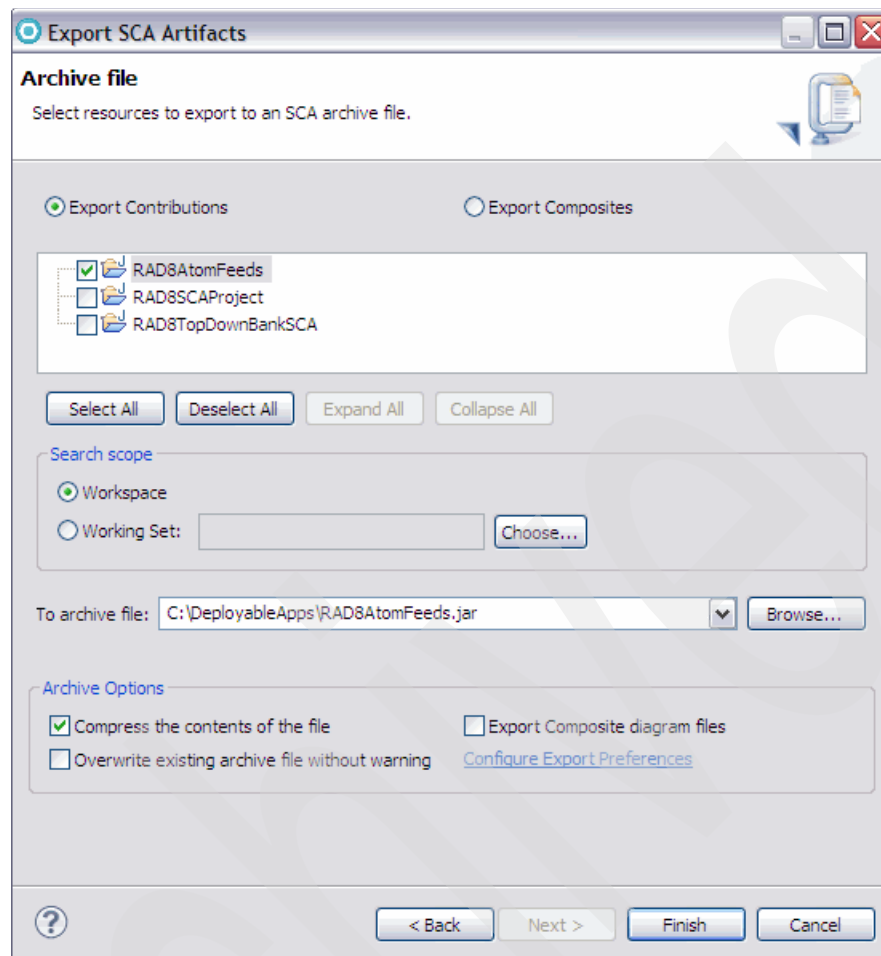 Export SCA Artifacts
Archive file
Select resources to export to an SCA archive file.
Export Contributions Export Composites
RAD8AtomFeeds
RAD8SCAProject
RAD8TopDownBankSCA
Select All Deselect All Expand All Collapse All
Search scope
Workspace
Working Set: Choose...
To archive file: C:\DeployableApps\RAD8AtomFeeds.jar Browse...
Archive Options
Compress the contents of the file Export Composite diagram files
Overwrite existing archive file without warning Configure Export Preferences
? < Back Next > Finish Cancel